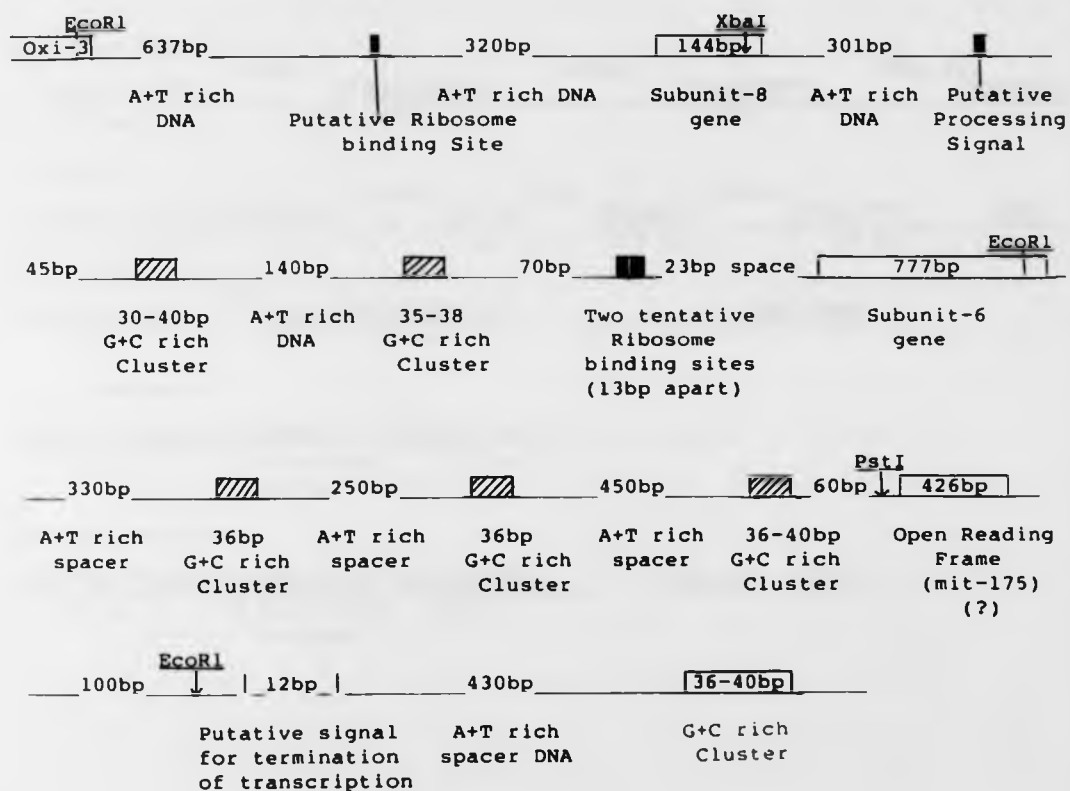 EcoRl XbaI
Oxi-3 637bp 320bp 144bp 301bp
A+T rich A+T rich DNA Subunit-8 A+T rich Putative
DNA Putative Ribosome gene DNA Processing
binding Site Signal
EcoRl
45bp 140bp 70bp 23bp space 777bp
30-40bp A+T rich 35-38 Two tentative Subunit-6
G+C rich DNA G+C rich Ribosome gene
Cluster Cluster binding sites
(13bp apart)
PstI
330bp 250bp 450bp 60bp 426bp
A+T rich 36bp A+T rich 36bp A+T rich 36-40bp Open Reading
spacer G+C rich spacer G+C rich spacer G+C rich Frame
Cluster Cluster Cluster (mit-175)
(?)
EcoRl
100bp 12bp 430bp 36-40bp
Putative signal A+T rich G+C rich
for termination spacer DNA Cluster
of transcription